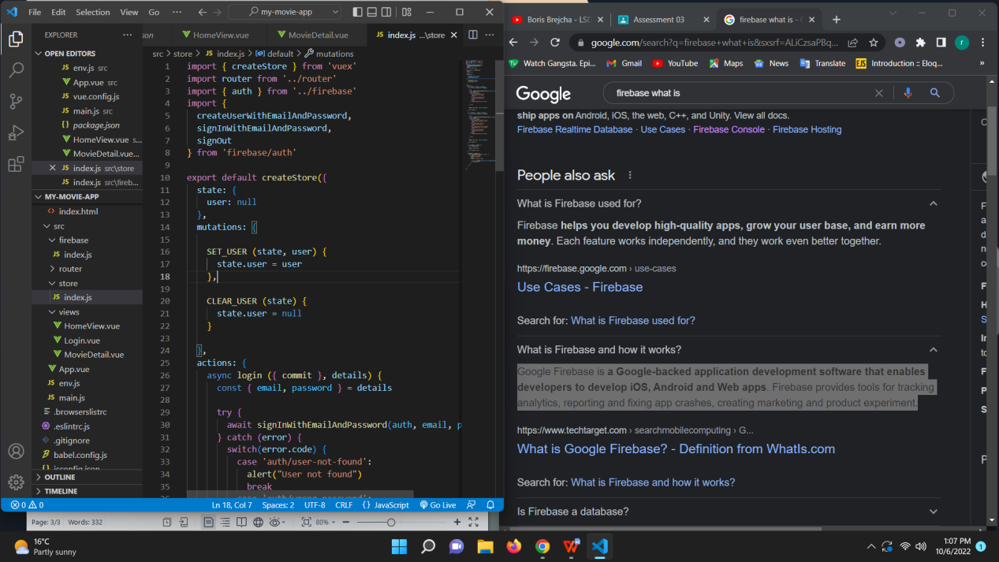 File Edit Selection View Go ··· my-movie-app
EXPLORER ···
OPEN EDITORS
JS env.js src
App.vue src
JS vue.config.js
JS main.js src
{} package.json
HomeView.vue s...
MovieDetail.vue...
JS index.js src\store
JS index.js src\fireb...
MY-MOVIE-APP
<> index.html
src
firebase
JS index.js
router
store
JS index.js
views
HomeView.vue
Login.vue
MovieDetail.vue
App.vue
JS env.js
JS main.js
.browserslistrc
.eslintrc.js
.gitignore
babel.config.js
{} jsconfig.json
OUTLINE
TIMELINE
son HomeView.vue MovieDetail.vue JS index.js ...\store
src > store > JS index.js > default > mutations
1 import { createStore } from 'vuex'
2 import router from '../router'
3 import { auth } from '../firebase'
4 import {
5 createUserWithEmailAndPassword,
6 signInWithEmailAndPassword,
7 signOut
8 } from 'firebase/auth'
9
10 export default createStore({
11 state: {
12 user: null
13 },
14 mutations: {
15
16 SET_USER (state, user) {
17 state.user = user
18 },
19
20 CLEAR_USER (state) {
21 state.user = null
22 }
23
24 },
25 actions: {
26 async login ({ commit }, details) {
27 const { email, password } = details
28
29 try {
30 await signInWithEmailAndPassword(auth, email, p
31 } catch (error) {
32 switch(error.code) {
33 case 'auth/user-not-found':
34 alert("User not found")
35 break
36 case 'auth/wrong-password':
0 0 Ln 18, Col 7 Spaces: 2 UTF-8 CRLF {} JavaScript Go Live
Page: 3/3 Words: 332 80%
Boris Brejcha - LSD Assessment 03 firebase what is - G
google.com/search?q=firebase+what+is&sxsrf=ALiCzsaPBq... r
Watch Gangsta. Epi... Gmail YouTube Maps News Translate EJS Introduction :: Eloq... »
Google firebase what is
ship apps on Android, iOS, the web, C++, and Unity. View all docs.
Firebase Realtime Database · Use Cases · Firebase Console · Firebase Hosting
People also ask
What is Firebase used for?
Firebase helps you develop high-quality apps, grow your user base, and earn more
money. Each feature works independently, and they work even better together.
https://firebase.google.com › use-cases
Use Cases - Firebase
Search for: What is Firebase used for?
What is Firebase and how it works?
Google Firebase is a Google-backed application development software that enables
developers to develop iOS, Android and Web apps. Firebase provides tools for tracking
analytics, reporting and fixing app crashes, creating marketing and product experiment.
https://www.techtarget.com › searchmobilecomputing › G...
What is Google Firebase? - Definition from WhatIs.com
Search for: What is Firebase and how it works?
Is Firebase a database?
16°C
Partly sunny
1:07 PM
10/6/2022 1